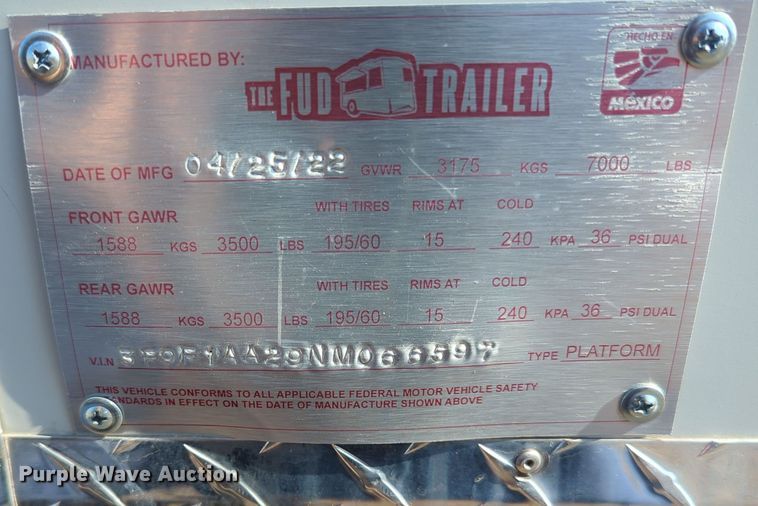 MANUFACTURED BY: THE FUD TRAILER
HECHO EN
MÉXICO
DATE OF MFG 04/25/22 GVWR 3175 KGS 7000 LBS
FRONT GAWR WITH TIRES RIMS AT COLD
1588 KGS 3500 LBS 195/60 15 240 KPA 36 PSI DUAL
REAR GAWR WITH TIRES RIMS AT COLD
1588 KGS 3500 LBS 195/60 15 240 KPA 36 PSI DUAL
V.I.N TYPE PLATFORM
THIS VEHICLE CONFORMS TO ALL APPLICABLE FEDERAL MOTOR VEHICLE SAFETY
IN EFFECT ON THE DATE OF MANUFACTURE SHOWN ABOVE
Purple Wave Auction